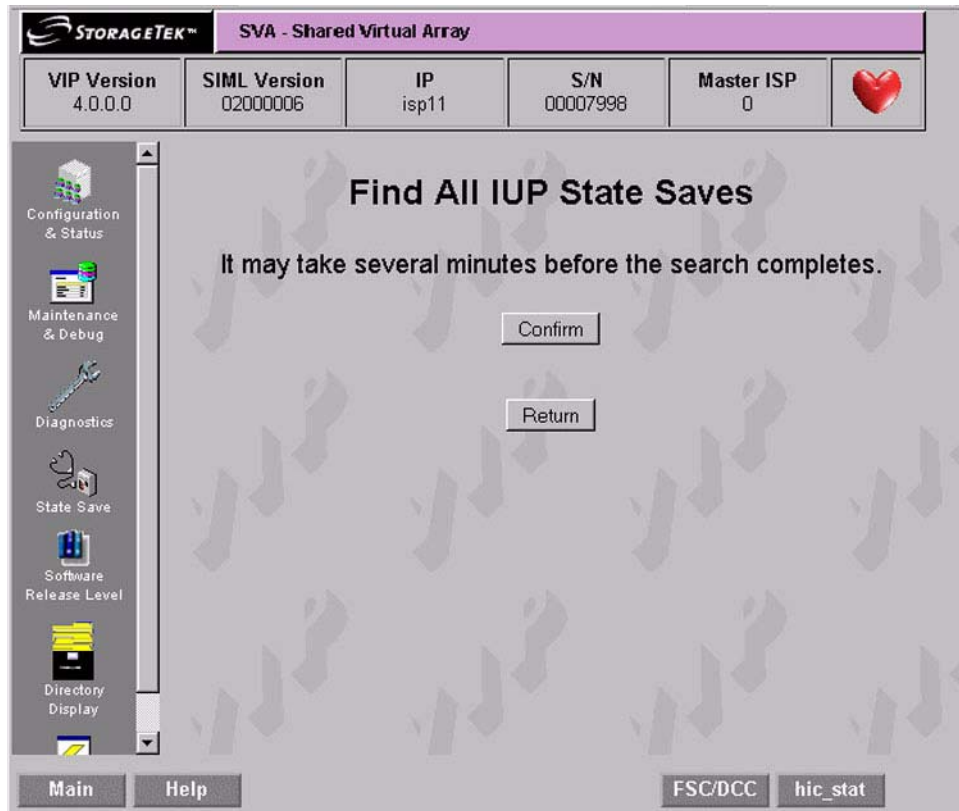 STORAGETEK™ SVA - Shared Virtual Array
VIP Version SIML Version IP S/N Master ISP
4.0.0.0 02000006 isp11 00007998 0
Configuration
& Status
Maintenance
& Debug
Diagnostics
State Save
Software
Release Level
Directory
Display
Find All IUP State Saves
It may take several minutes before the search completes.
Confirm
Return
Main Help FSC/DCC hic_stat